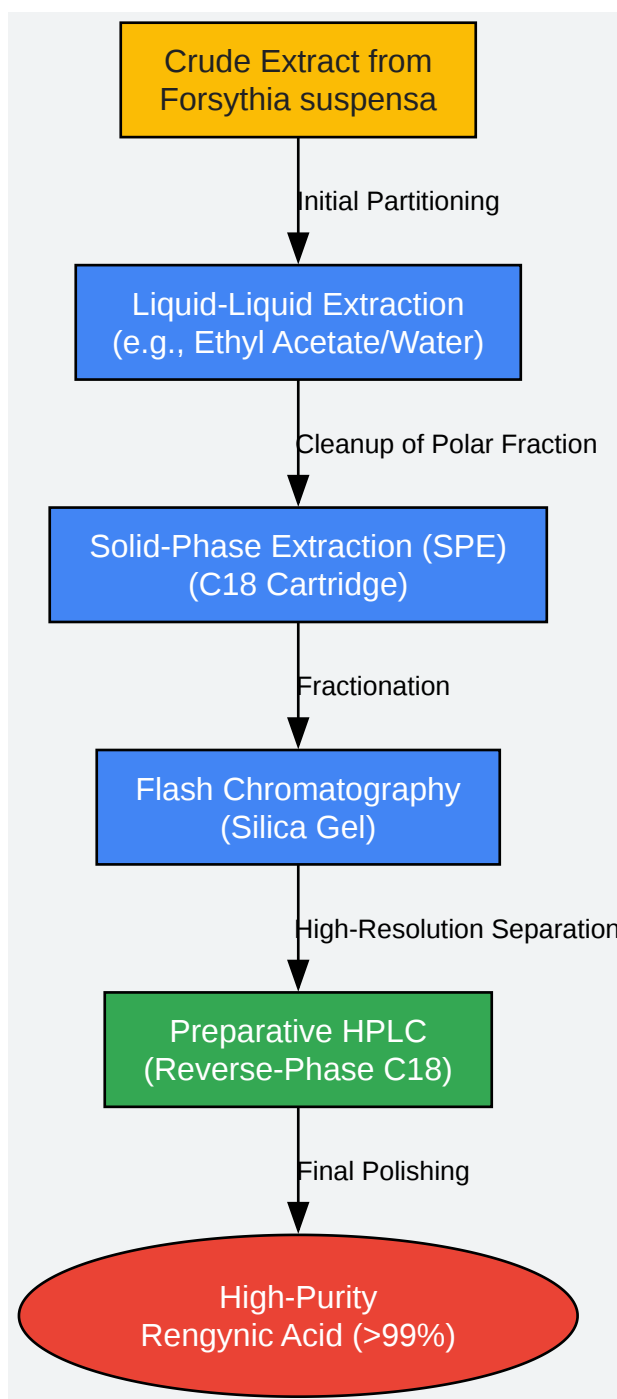 Crude Extract from
Forsythia suspensa
Initial Partitioning
Liquid-Liquid Extraction
(e.g., Ethyl Acetate/Water)
Cleanup of Polar Fraction
Solid-Phase Extraction (SPE)
(C18 Cartridge)
Fractionation
Flash Chromatography
(Silica Gel)
High-Resolution Separation
Preparative HPLC
(Reverse-Phase C18)
Final Polishing
High-Purity
Rengynic Acid (>99%)